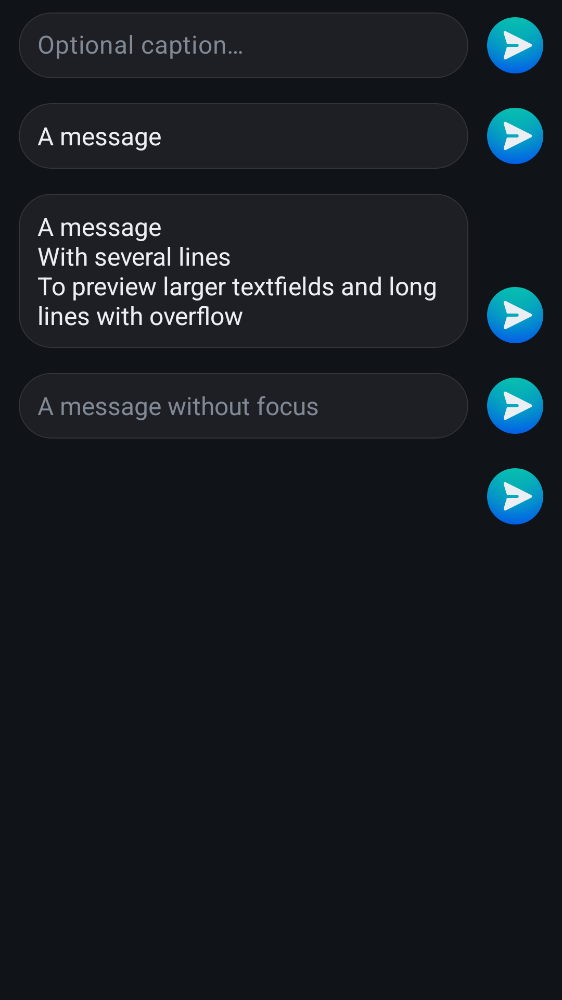 Optional caption…
A message
A message
With several lines
To preview larger textfields and long
lines with overflow
A message without focus